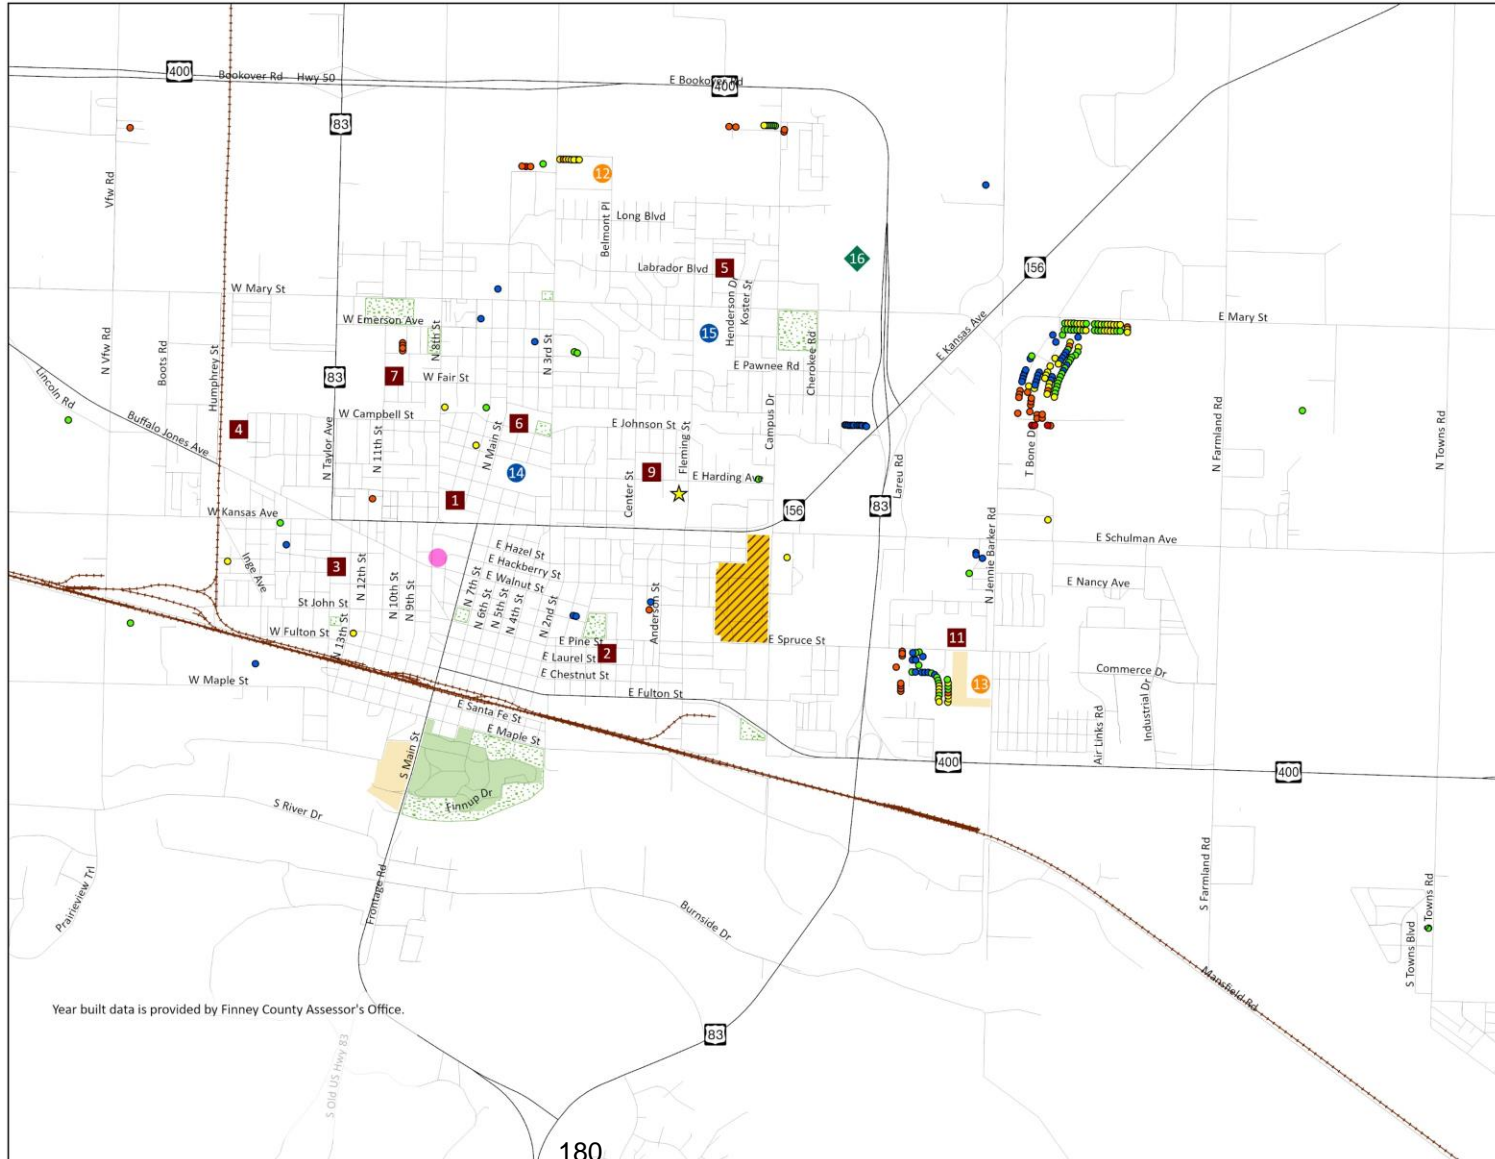 400
Bookover Rd
Hwy 50
E Bookover Rd
400
83
Vfw Rd
12
Belmont Pl
Long Blvd
16
Labrador Blvd
5
156
W Mary St
Henderson Dr
Koster St
E Mary St
W Emerson Ave
15
N Vfw Rd
Boots Rd
Humphrey St
N 8th St
N 3rd St
E Kansas Ave
E Pawnee Rd
Cherokee Rd
83
7
W Fair St
Lincoln Rd
Buffalo Jones Ave
4
W Campbell St
6
E Johnson St
Campus Dr
N Taylor Ave
N 11th St
N Main St
Fleming St
T Bone Dr
N Farmland Rd
N Towns Rd
14
9
E Harding Ave
Center St
Lareu Rd
1
156
83
W Kansas Ave
E Schulman Ave
N Jennie Barker Rd
E Hazel St
E Hackberry St
E Walnut St
3
Inge Ave
N 12th St
N 10th St
N 9th St
N 7th St
N 6th St
N 5th St
N 4th St
N 2nd St
Anderson St
E Nancy Ave
St John St
N 13th St
W Fulton St
E Pine St
E Spruce St
11
2
E Laurel St
E Chestnut St
W Maple St
E Fulton St
13
Commerce Dr
Industrial Dr
Air Links Rd
E Santa Fe St
E Maple St
S Main St
400
400
Finnup Dr
S River Dr
Prairieview Trl
Frontage Rd
Burnside Dr
S Farmland Rd
S Towns Rd
S Towns Blvd
Mansfield Rd
Year built data is provided by Finney County Assessor's Office.
83
S Old US Hwy 83
180